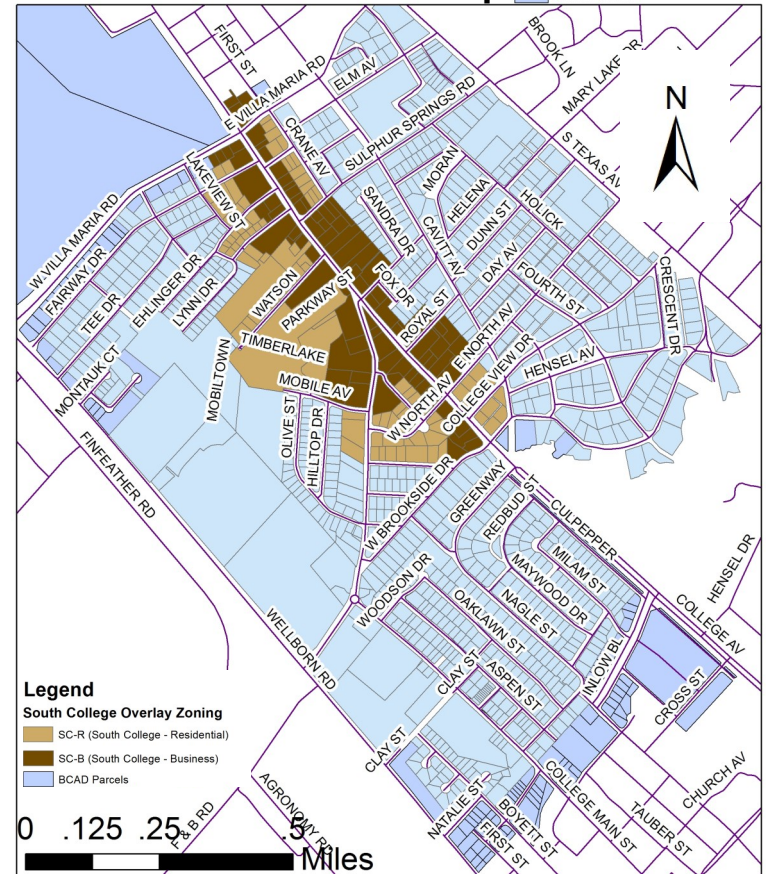 FIRST ST
E VILLA MARIA RD
ELM AV
BROOK LN
MARY LAKE DR
N
CRANE AV
SULPHUR SPRINGS RD
S TEXAS AV
LAKEVIEW ST
MORAN
HELENA
HOLICK
W VILLA MARIA RD
SANDRA DR
CAVITT AV
DUNN ST
DAY AV
FAIRWAY DR
EHLINGER DR
TEE DR
LYNN DR
WATSON
PARKWAY ST
FOX DR
ROYAL ST
FOURTH ST
CRESCENT DR
E NORTH AV
TIMBERLAKE
HENSEL AV
MONTAUK CT
MOBILTOWN
MOBILE AV
W NORTH AV
COLLEGE VIEW DR
OLIVE ST
HILLTOP DR
FINFEATHER RD
W BROOKSIDE DR
GREENWAY
REDBUD ST
CULPEPPER
MILAM ST
HENSEL DR
WOODSON DR
MAYWOOD DR
NAGLE ST
OAKLAWN ST
COLLEGE AV
WELLBORN RD
CLAY ST
ASPEN ST
INLOW BL
CROSS ST
Legend
South College Overlay Zoning
SC-R (South College - Residential)
SC-B (South College - Business)
BCAD Parcels
CLAY ST
NATALIE ST
COLLEGE MAIN ST
CHURCH AV
BOYETT ST
TAUBER ST
FIRST ST
F & B RD
AGRONOMY RD
0 .125 .25 .5
Miles